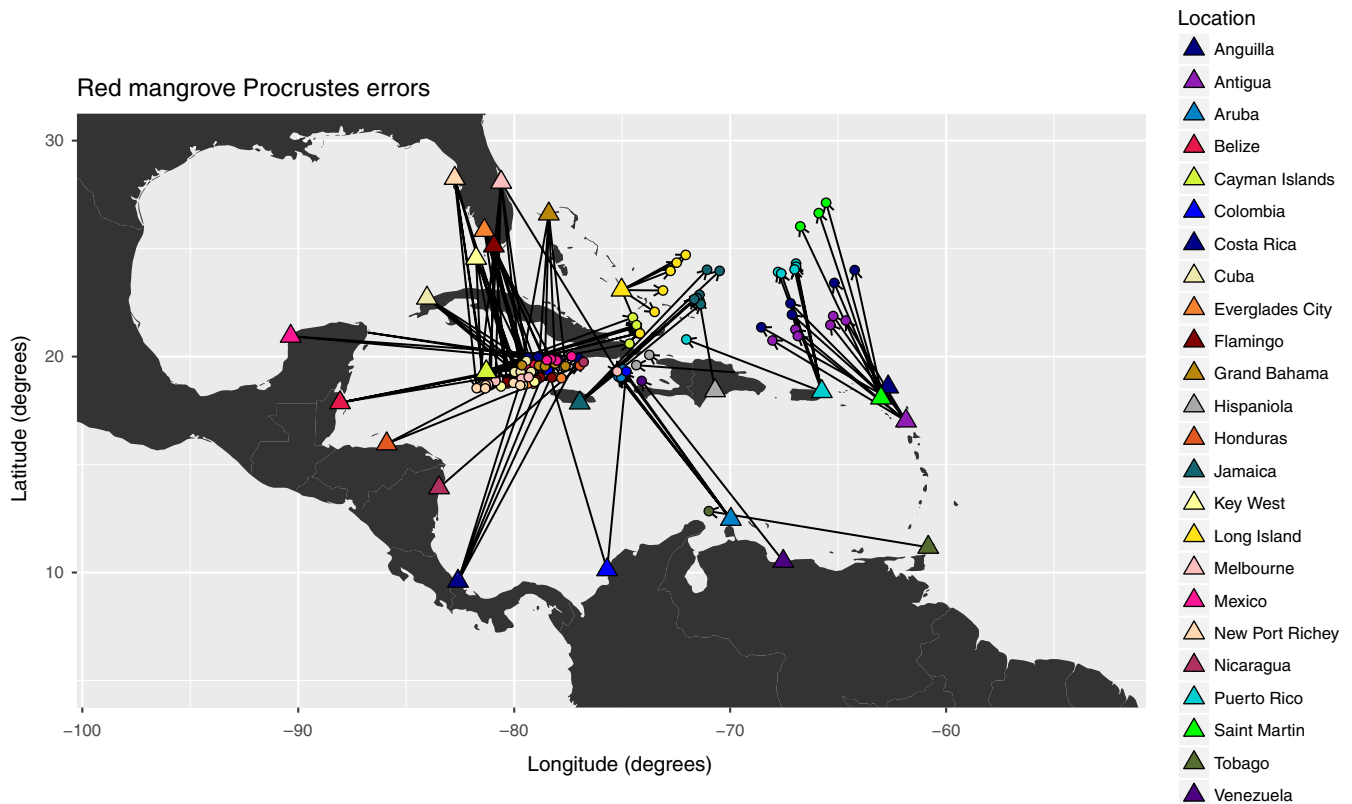 Red mangrove Procrustes errors
30
20
10
Latitude (degrees)
−100
−90
−80
−70
−60
Longitude (degrees)
Location
Anguilla
Antigua
Aruba
Belize
Cayman Islands
Colombia
Costa Rica
Cuba
Everglades City
Flamingo
Grand Bahama
Hispaniola
Honduras
Jamaica
Key West
Long Island
Melbourne
Mexico
New Port Richey
Nicaragua
Puerto Rico
Saint Martin
Tobago
Venezuela